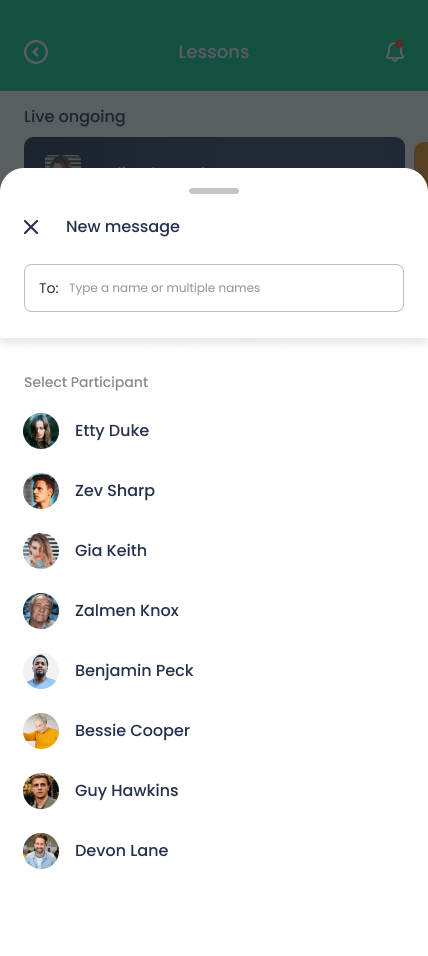 Lessons
Live ongoing
New message
To: Type a name or multiple names
Select Participant
Etty Duke
Zev Sharp
Gia Keith
Zalmen Knox
Benjamin Peck
Bessie Cooper
Guy Hawkins
Devon Lane